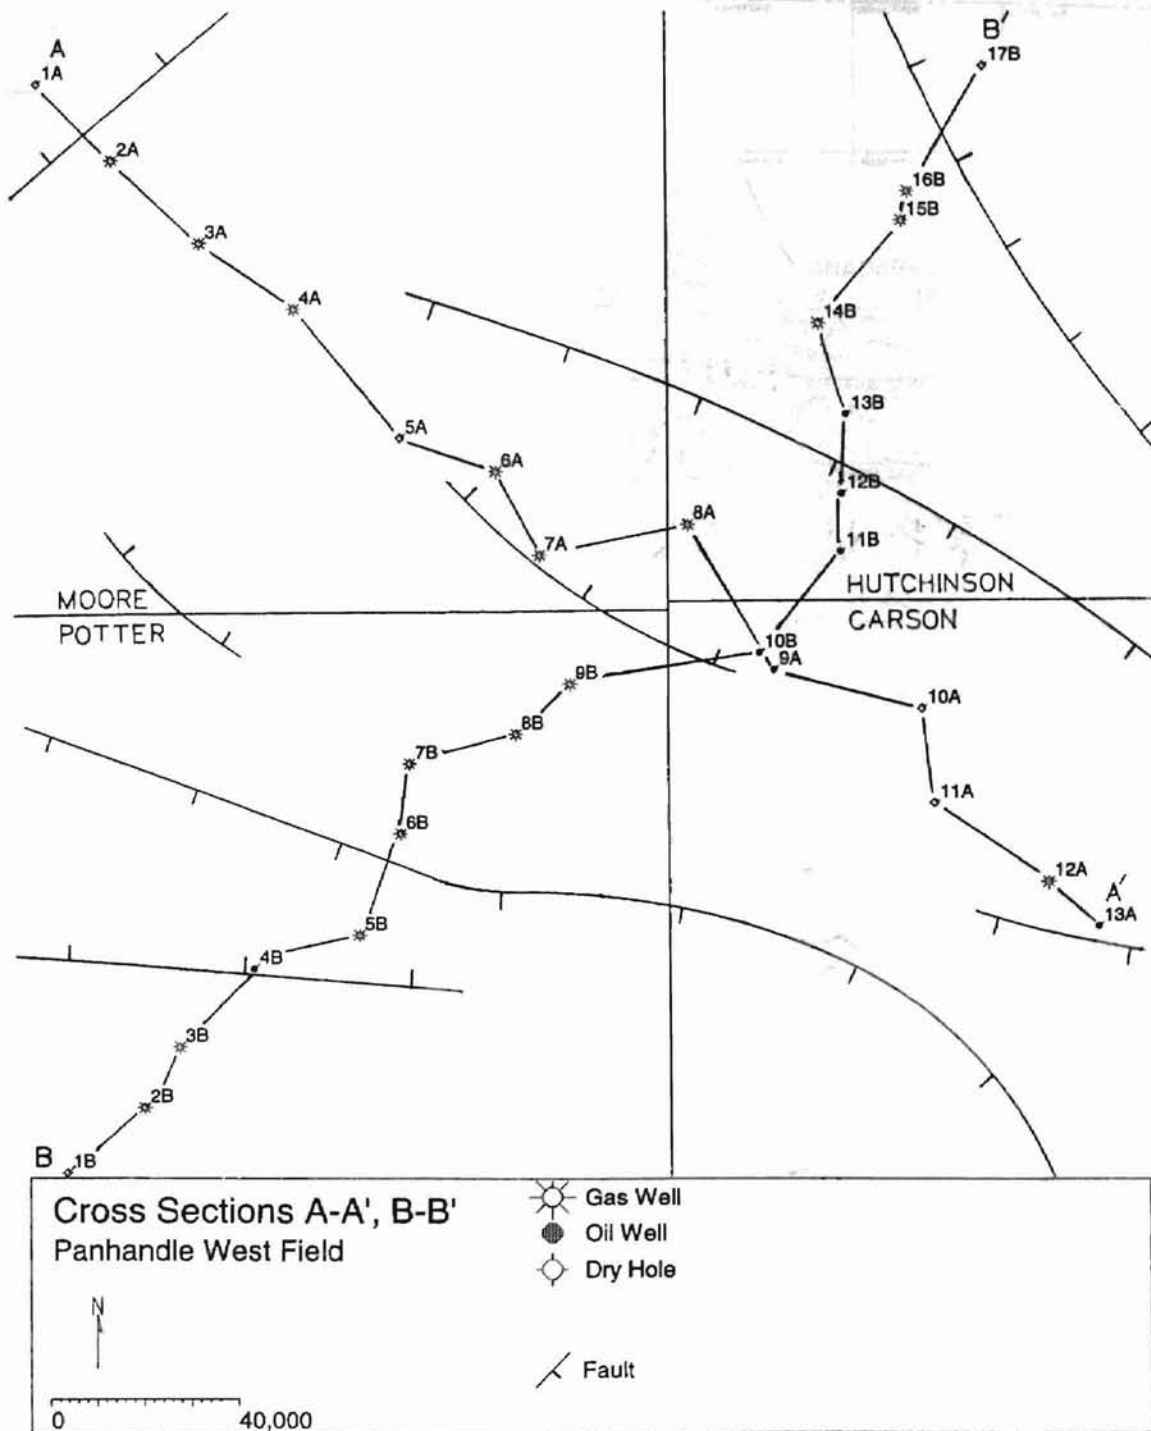 A
B'
1A
17B
2A
16B
15B
3A
4A
14B
13B
5A
6A
12B
8A
7A
11B
MOORE
HUTCHINSON
POTTER
CARSON
10B
9A
9B
10A
8B
7B
11A
6B
12A
A'
13A
5B
4B
3B
2B
B
1B
Cross Sections A-A', B-B'
Panhandle West Field
Gas Well
Oil Well
Dry Hole
N
Fault
0 40,000